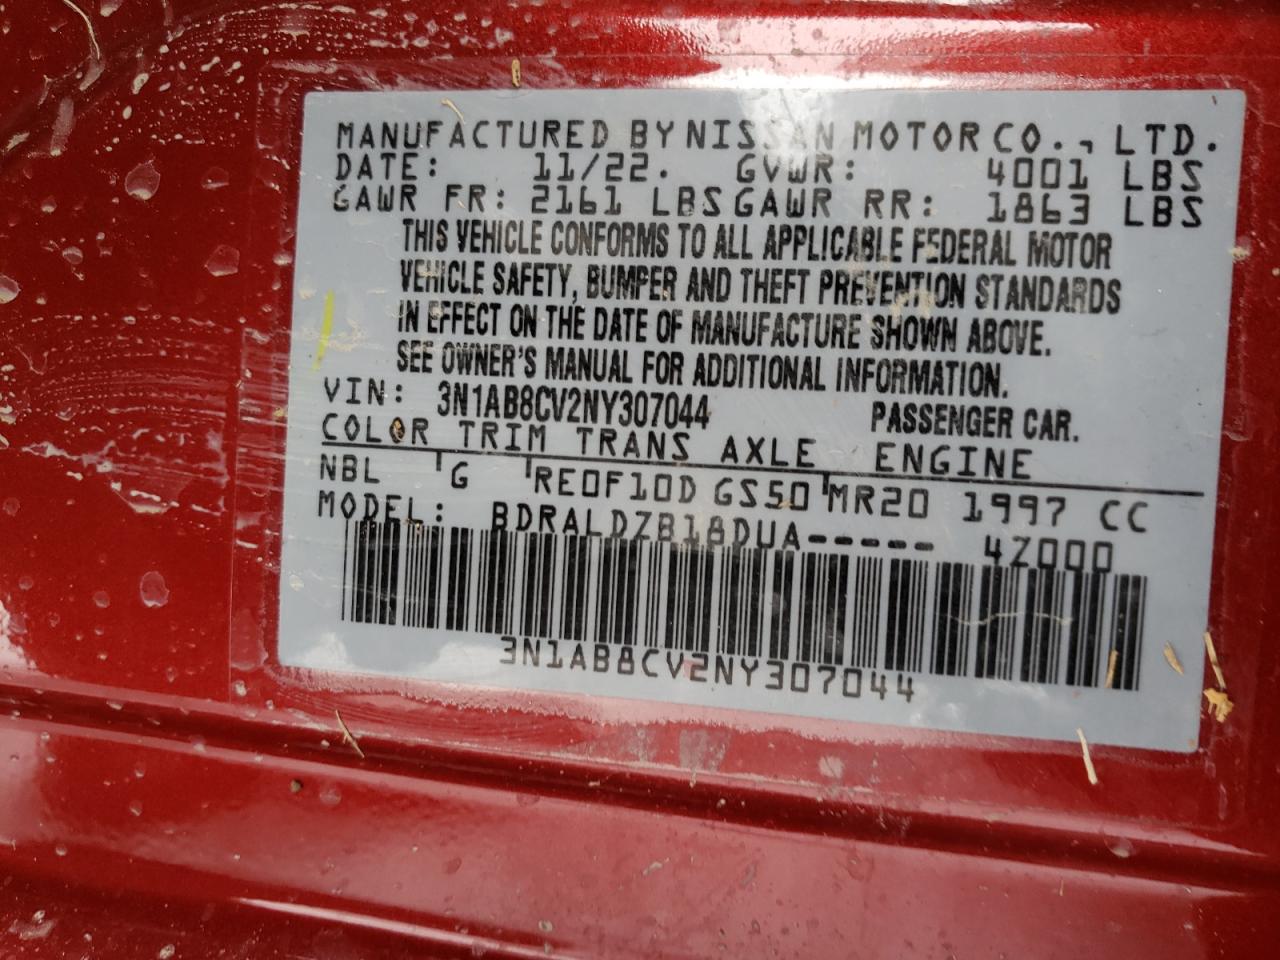 MANUFACTURED BY NISSAN MOTOR CO., LTD.
DATE: 11/22. GVWR: 4001 LBS
GAWR FR: 2161 LBS GAWR RR: 1863 LBS
THIS VEHICLE CONFORMS TO ALL APPLICABLE FEDERAL MOTOR
VEHICLE SAFETY, BUMPER AND THEFT PREVENTION STANDARDS
IN EFFECT ON THE DATE OF MANUFACTURE SHOWN ABOVE.
SEE OWNER'S MANUAL FOR ADDITIONAL INFORMATION.
VIN: 3N1AB8CV2NY307044 PASSENGER CAR.
COLOR TRIM TRANS AXLE ENGINE
NBL G RE0F10D GS50 MR20 1997 CC
MODEL: BDRALDZB18DUA----- 4Z000
3N1AB8CV2NY307044